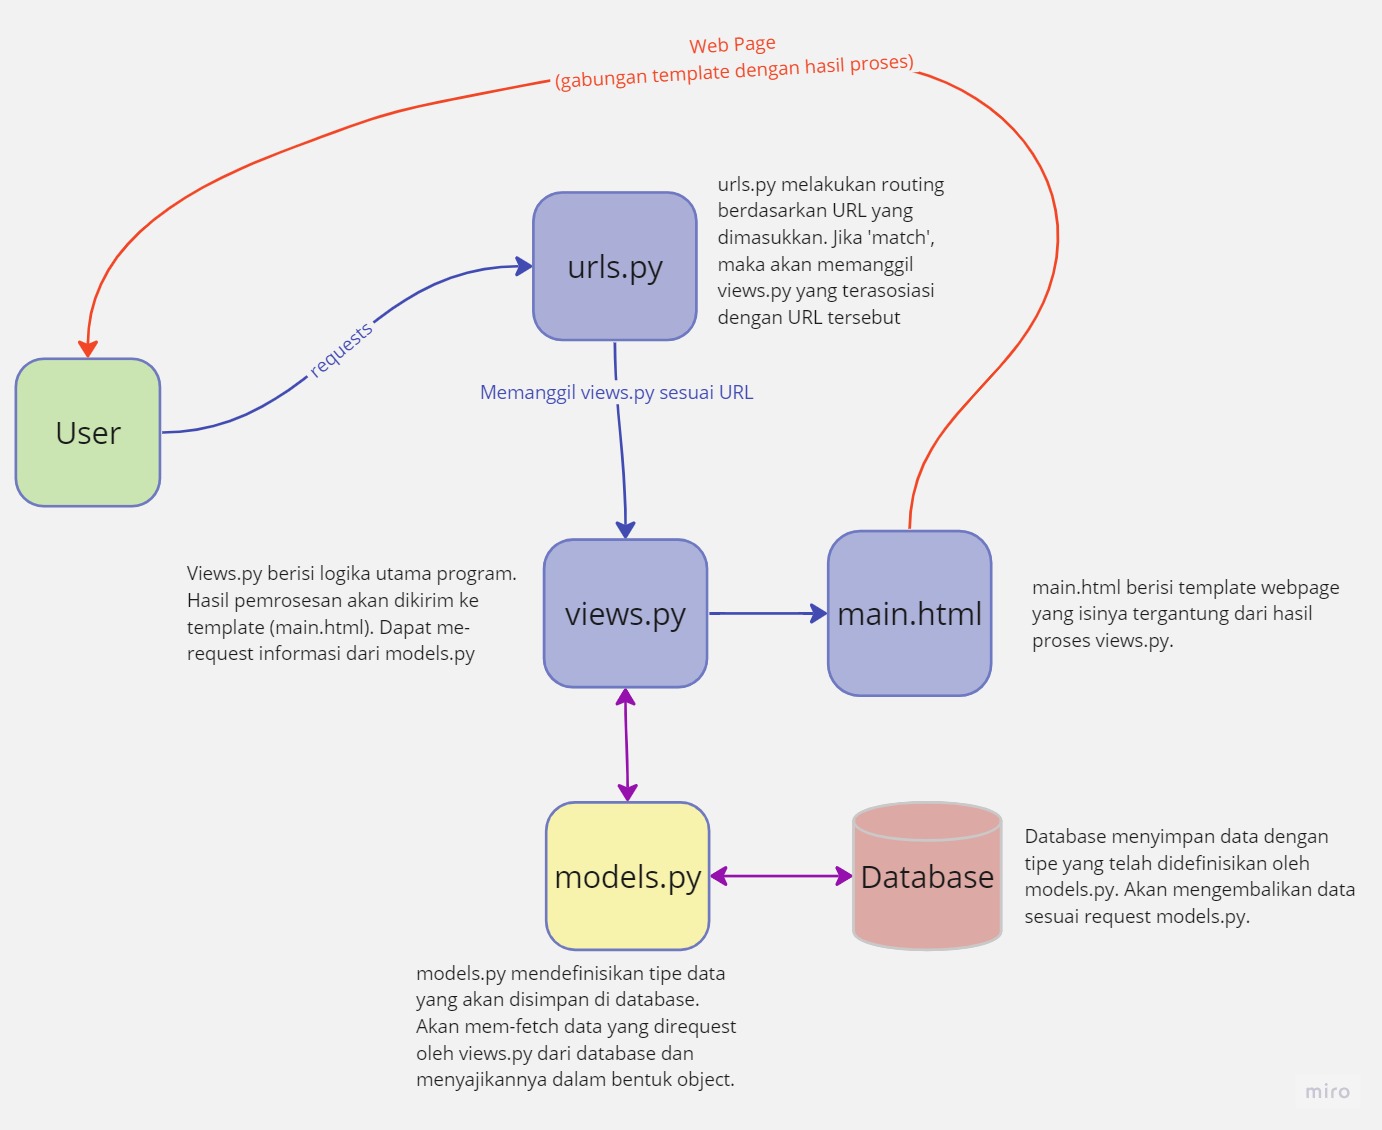 Web Page
(gabungan template dengan hasil proses)
urls.py melakukan routing
berdasarkan URL yang
dimasukkan. Jika 'match',
maka akan memanggil
views.py yang terasosiasi
dengan URL tersebut
urls.py
requests
Memanggil views.py sesuai URL
User
Views.py berisi logika utama program.
Hasil pemrosesan akan dikirim ke
template (main.html). Dapat me-
request informasi dari models.py
views.py
main.html
main.html berisi template webpage
yang isinya tergantung dari hasil
proses views.py.
models.py
Database
Database menyimpan data dengan
tipe yang telah didefinisikan oleh
models.py. Akan mengembalikan data
sesuai request models.py.
models.py mendefinisikan tipe data
yang akan disimpan di database.
Akan mem-fetch data yang direquest
oleh views.py dari database dan
menyajikannya dalam bentuk object.
miro